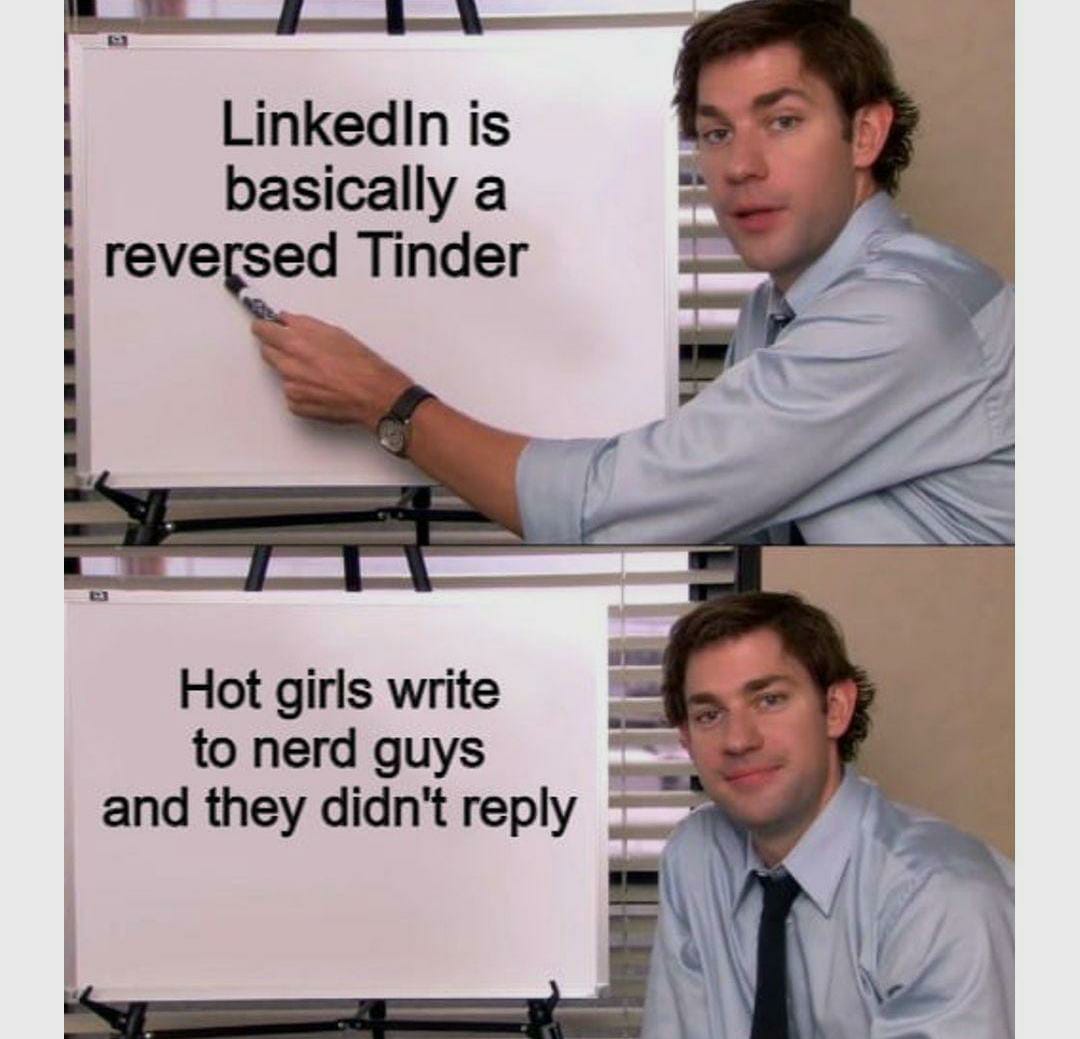 LinkedIn is
basically a
reversed Tinder
Hot girls write
to nerd guys
and they didn't reply